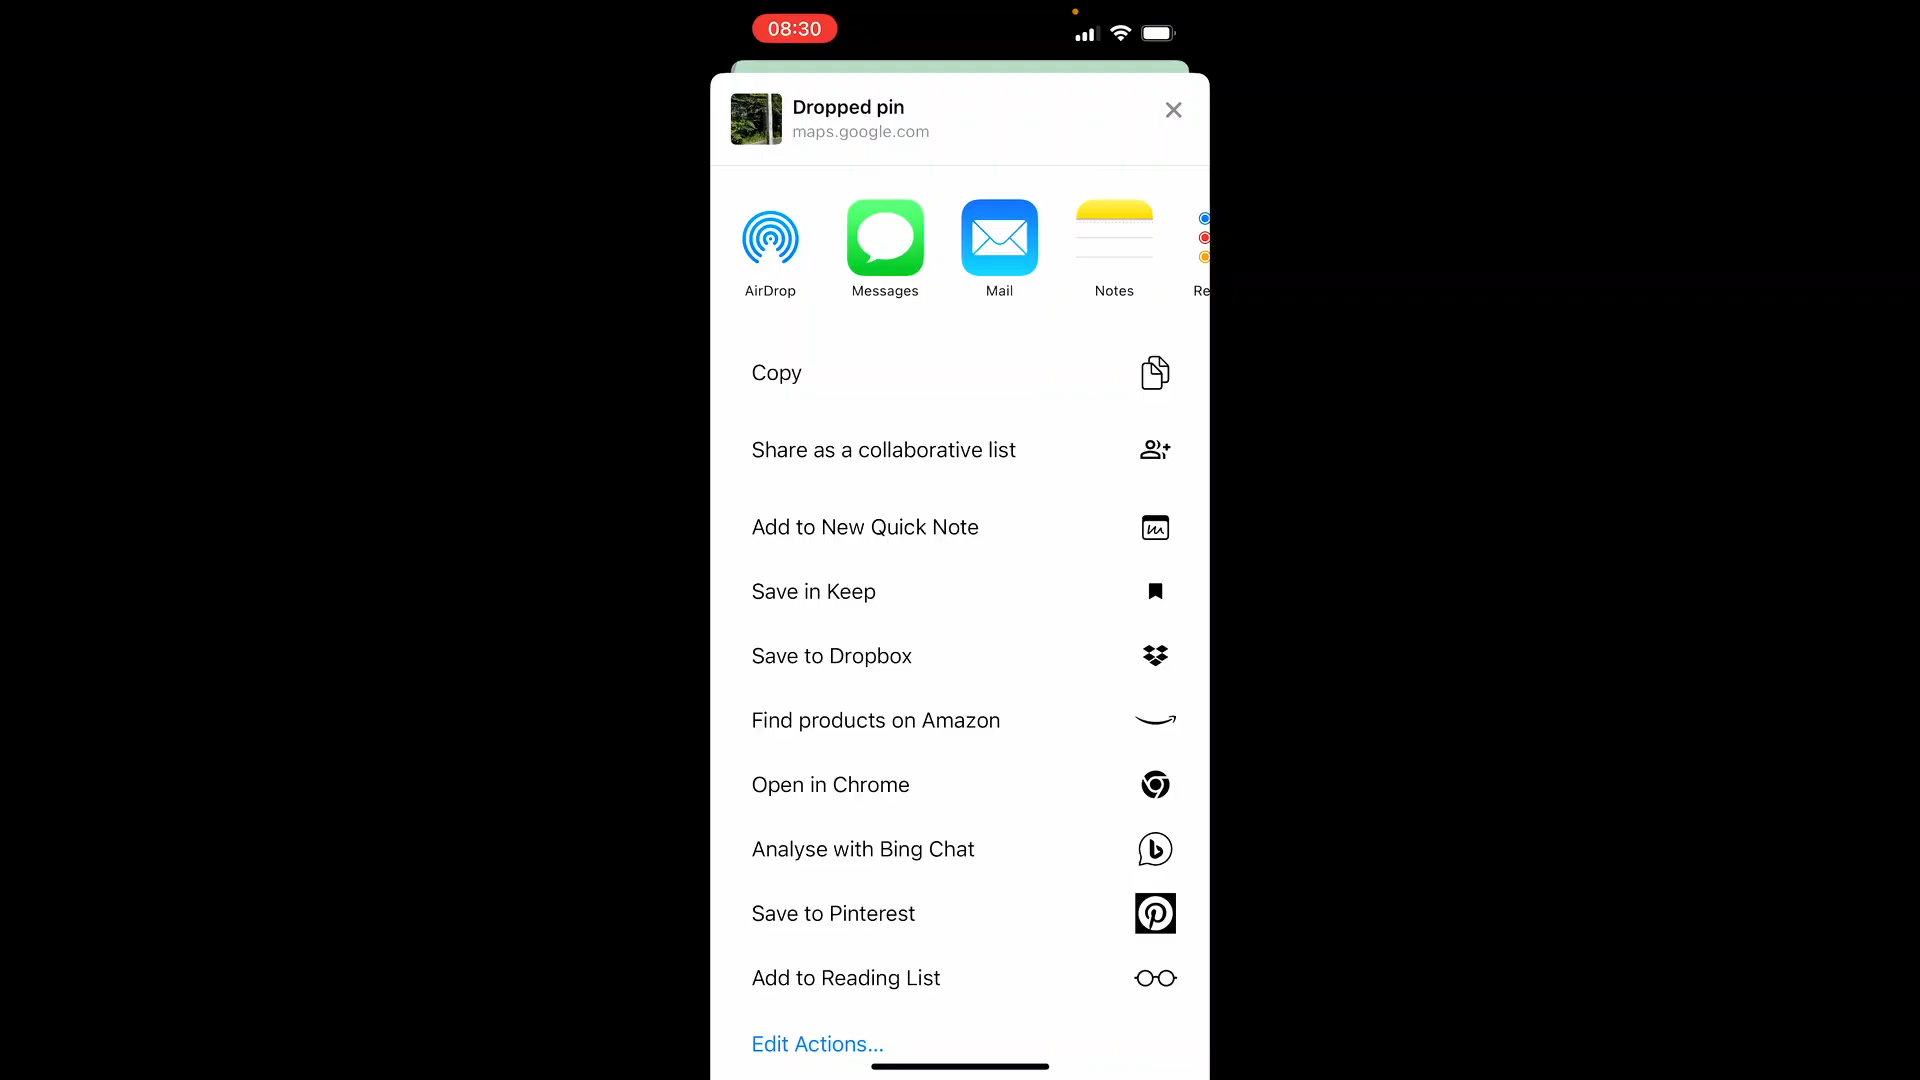 08:30
Dropped pin
maps.google.com
AirDrop
Messages
Mail
Notes
Re
Copy
Share as a collaborative list
Add to New Quick Note
Save in Keep
Save to Dropbox
Find products on Amazon
Open in Chrome
Analyse with Bing Chat
Save to Pinterest
Add to Reading List
Edit Actions...